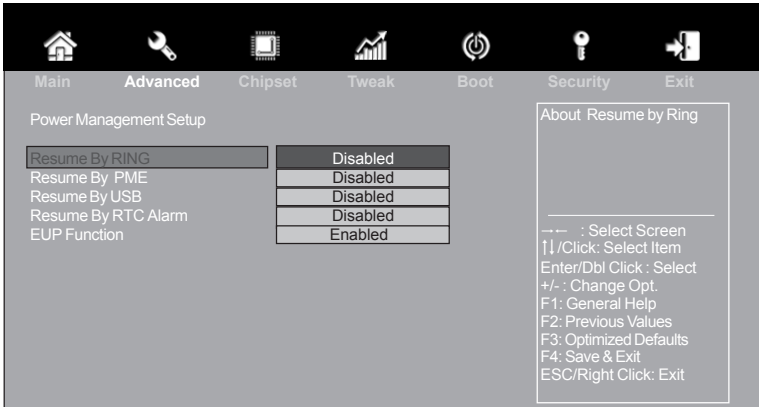 Main Advanced Chipset Tweak Boot Security Exit
Power Management Setup
Resume By RING Disabled
Resume By PME Disabled
Resume By USB Disabled
Resume By RTC Alarm Disabled
EUP Function Enabled
About Resume by Ring
→← : Select Screen
↑↓/Click: Select Item
Enter/Dbl Click : Select
+/- : Change Opt.
F1: General Help
F2: Previous Values
F3: Optimized Defaults
F4: Save & Exit
ESC/Right Click: Exit